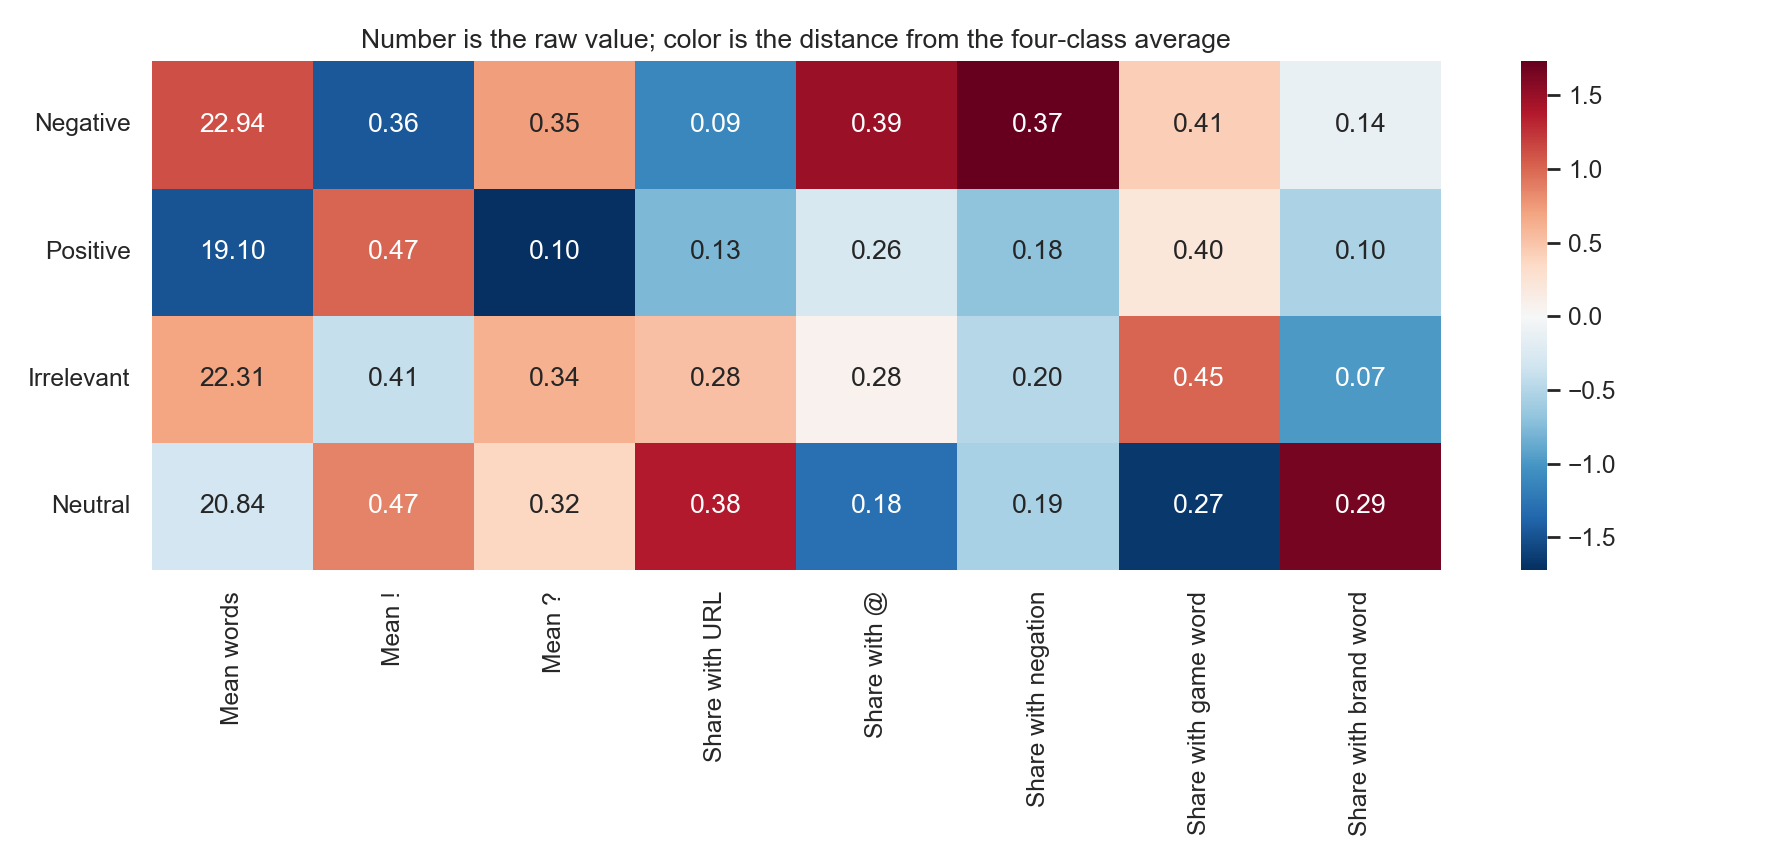 Number is the raw value; color is the distance from the four-class average
Negative 22.94 0.36 0.35 0.09 0.39 0.37 0.41 0.14
Positive 19.10 0.47 0.10 0.13 0.26 0.18 0.40 0.10
Irrelevant 22.31 0.41 0.34 0.28 0.28 0.20 0.45 0.07
Neutral 20.84 0.47 0.32 0.38 0.18 0.19 0.27 0.29
Mean words
Mean !
Mean ?
Share with URL
Share with @
Share with negation
Share with game word
Share with brand word
1.5
1.0
0.5
0.0
−0.5
−1.0
−1.5